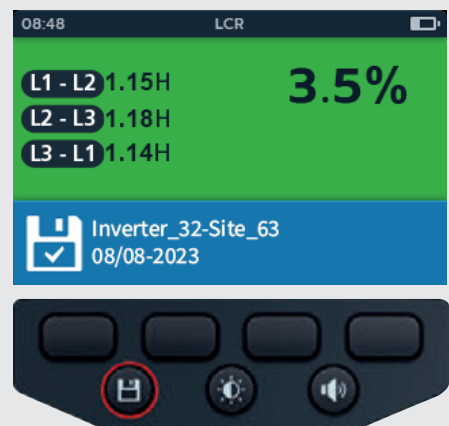 08:48 LCR
L1 - L2 1.15H 3.5%
L2 - L3 1.18H
L3 - L1 1.14H
Inverter_32-Site_63
08/08-2023